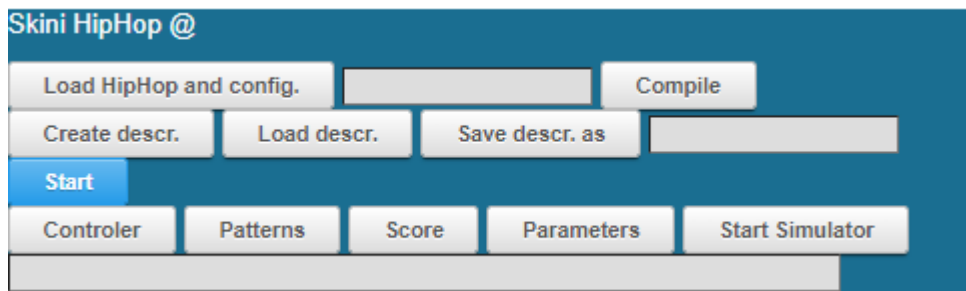 Skini HipHop @
Load HipHop and config. Compile
Create descr. Load descr. Save descr. as
Start
Controler Patterns Score Parameters Start Simulator